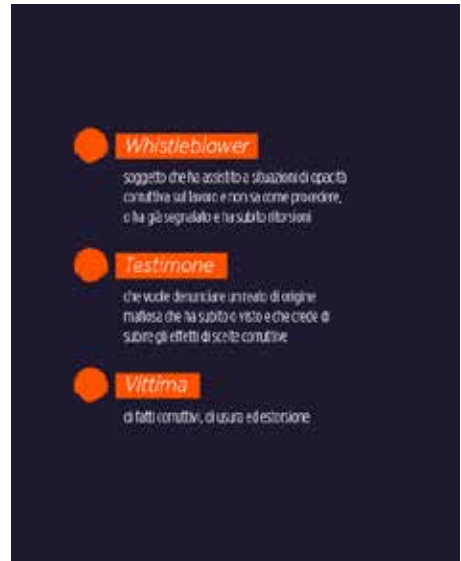 Whistleblower
soggetto che ha assistito a situazioni di opacità
corruttiva sul lavoro e non sa come procedere,
o ha già segnalato e ha subito ritorsioni
Testimone
che vuole denunciare un reato di origine
mafiosa che ha subito o visto e che crede di
subire gli effetti di scelte corruttive
Vittima
di fatti corruttivi, di usura ed estorsione